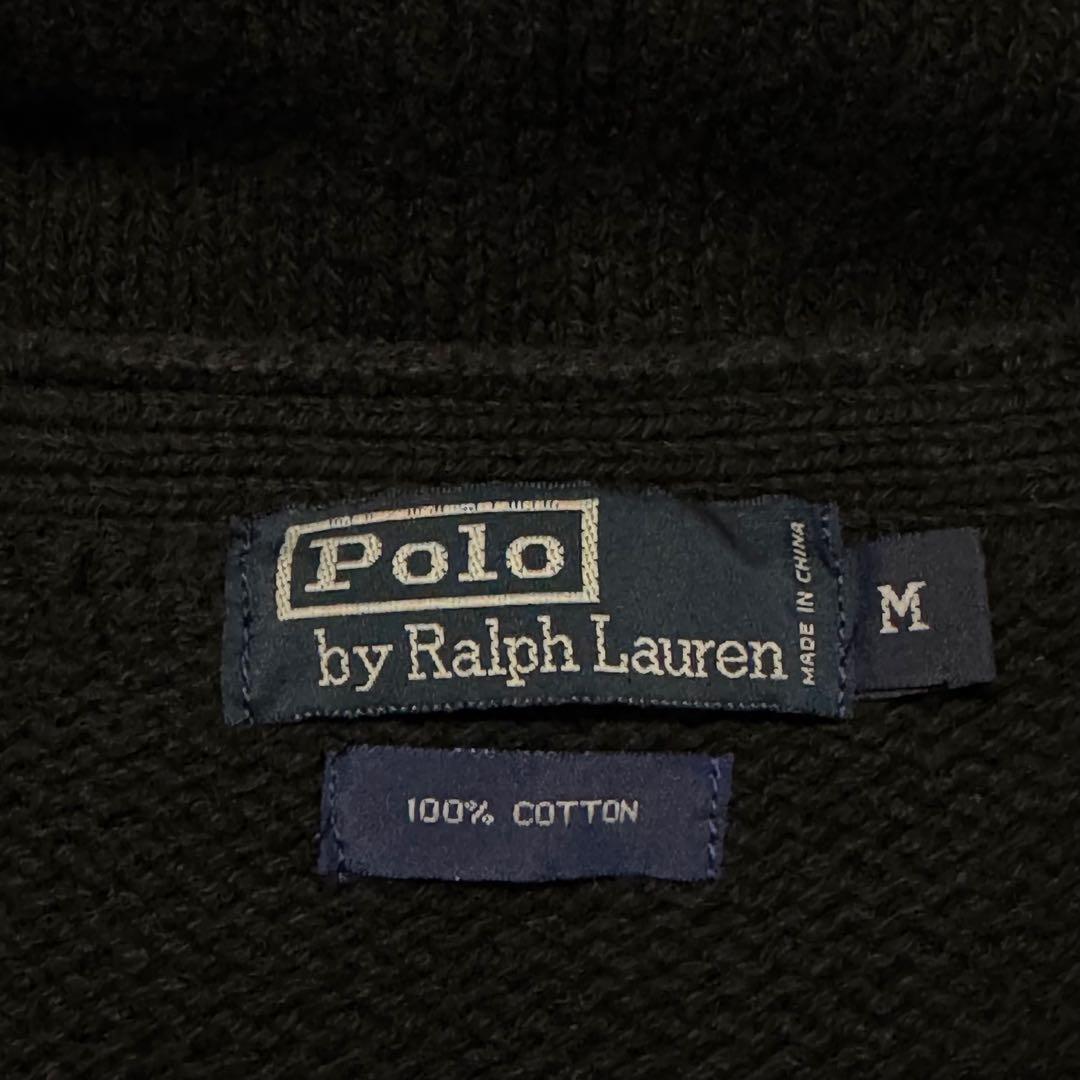 Polo
by Ralph Lauren
MADE IN CHINA
M
100% COTTON